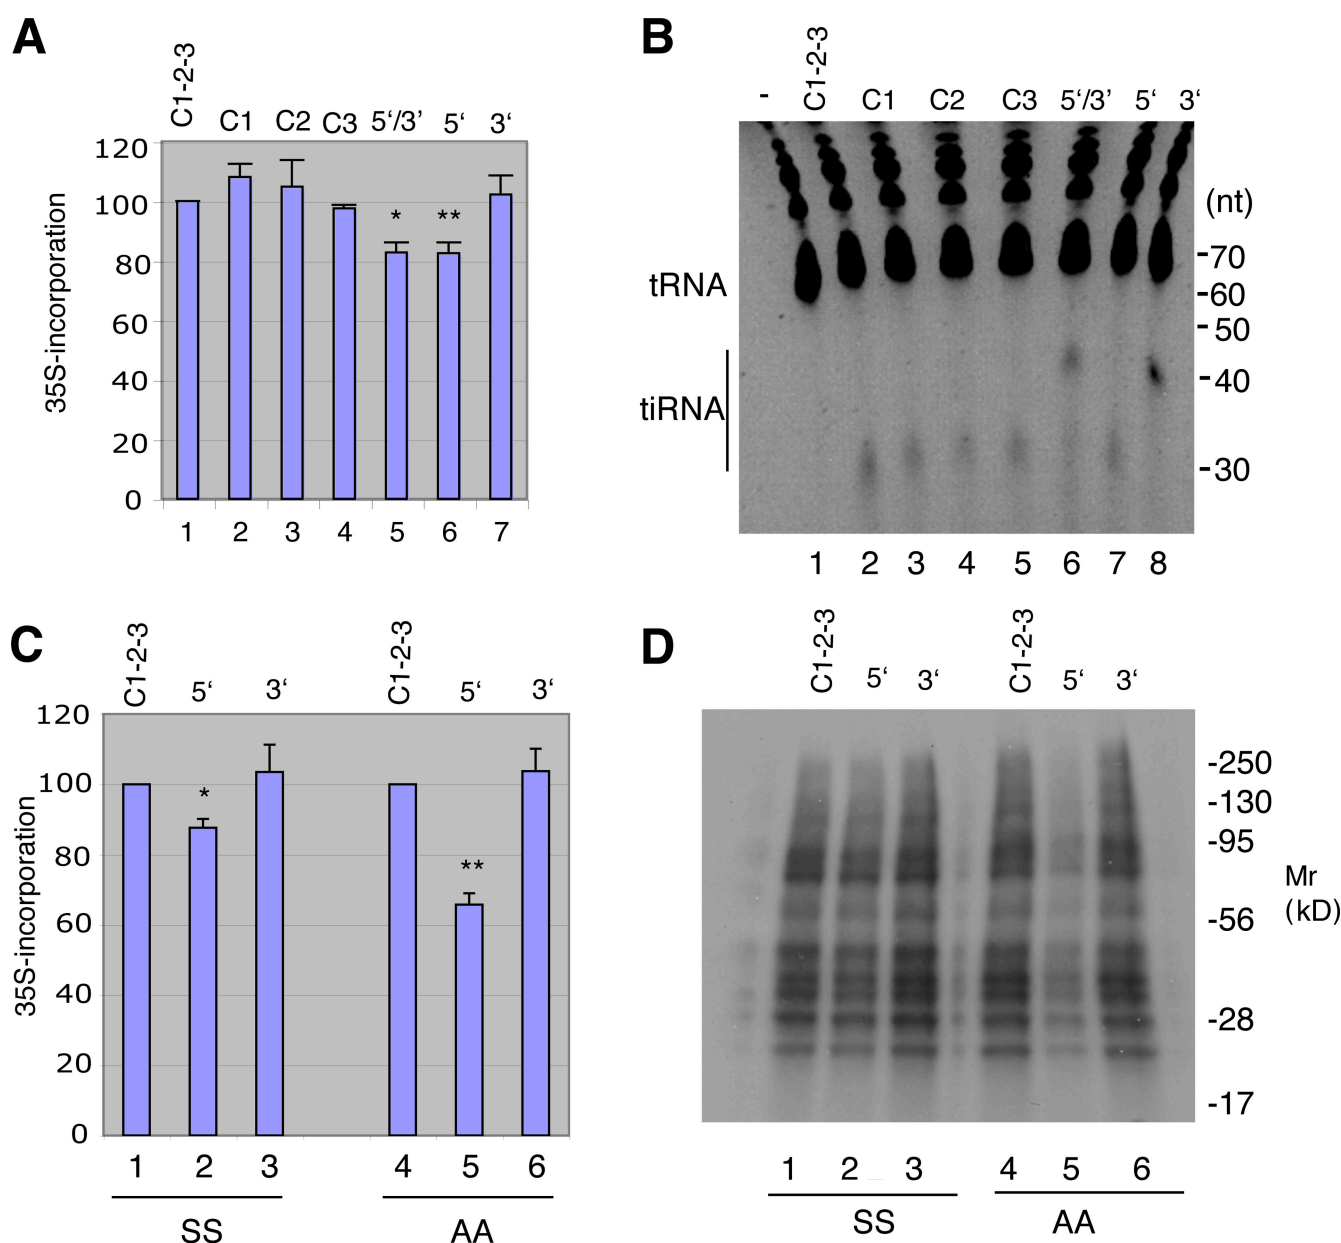 A
C1-2-3
C1 C2 C3 5‘/3’ 5‘ 3‘
120
100
80
60
40
20
0
35S-incorporation
* **
1 2 3 4 5 6 7
B
- C1-2-3 C1 C2 C3 5‘/3’ 5‘ 3‘
(nt)
-70
-60
-50
-40
-30
tRNA
tiRNA
1 2 3 4 5 6 7 8
C
C1-2-3 5‘ 3‘ C1-2-3 5‘ 3‘
120
100
80
60
40
20
0
35S-incorporation
* **
1 2 3 4 5 6
SS AA
D
C1-2-3 5‘ 3‘ C1-2-3 5‘ 3‘
-250
-130
-95
-56
-28
-17
Mr
(kD)
1 2 3 4 5 6
SS AA